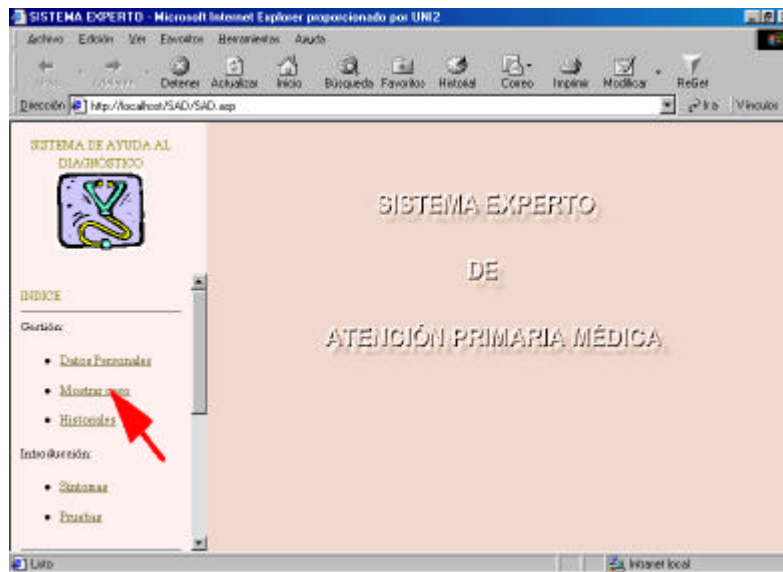 SISTEMA EXPERTO - Microsoft Internet Explorer proporcionado por UNI2
Archivo Edición Ver Favoritos Herramientas Ayuda
Detener Actualizar Inicio Búsqueda Favoritos Historial Correo Imprimir Modificar ReGet
Dirección http://localhost/SAD/SAD.asp Ir a Vínculos
SISTEMA DE AYUDA AL
DIAGNÓSTICO
INDICE
Gestión:
Datos Personales
Mostrar caso
Historiales
Introducción:
Síntomas
Pruebas
SISTEMA EXPERTO
DE
ATENCIÓN PRIMARIA MÉDICA
Listo Intranet local